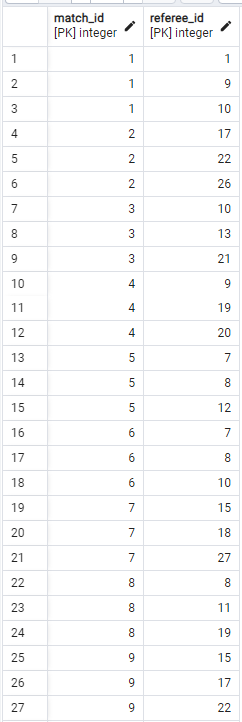 match_id referee_id
[PK] integer [PK] integer
1 1 1
2 1 9
3 1 10
4 2 17
5 2 22
6 2 26
7 3 10
8 3 13
9 3 21
10 4 9
11 4 19
12 4 20
13 5 7
14 5 8
15 5 12
16 6 7
17 6 8
18 6 10
19 7 15
20 7 18
21 7 27
22 8 8
23 8 11
24 8 19
25 9 15
26 9 17
27 9 22